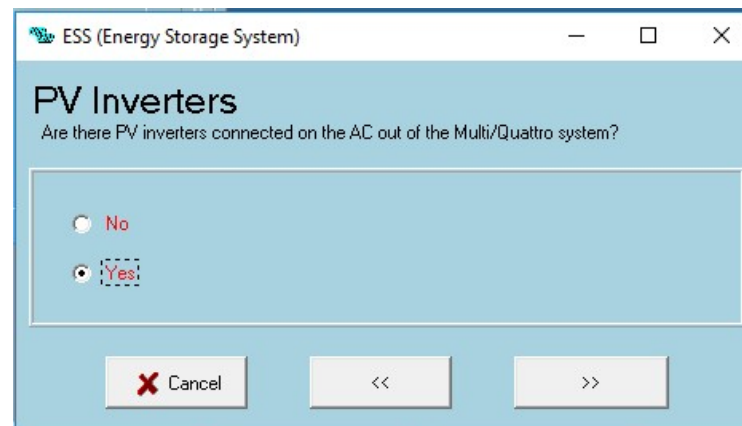 ESS (Energy Storage System)
PV Inverters
Are there PV inverters connected on the AC out of the Multi/Quattro system?
No
Yes
Cancel
<<
>>